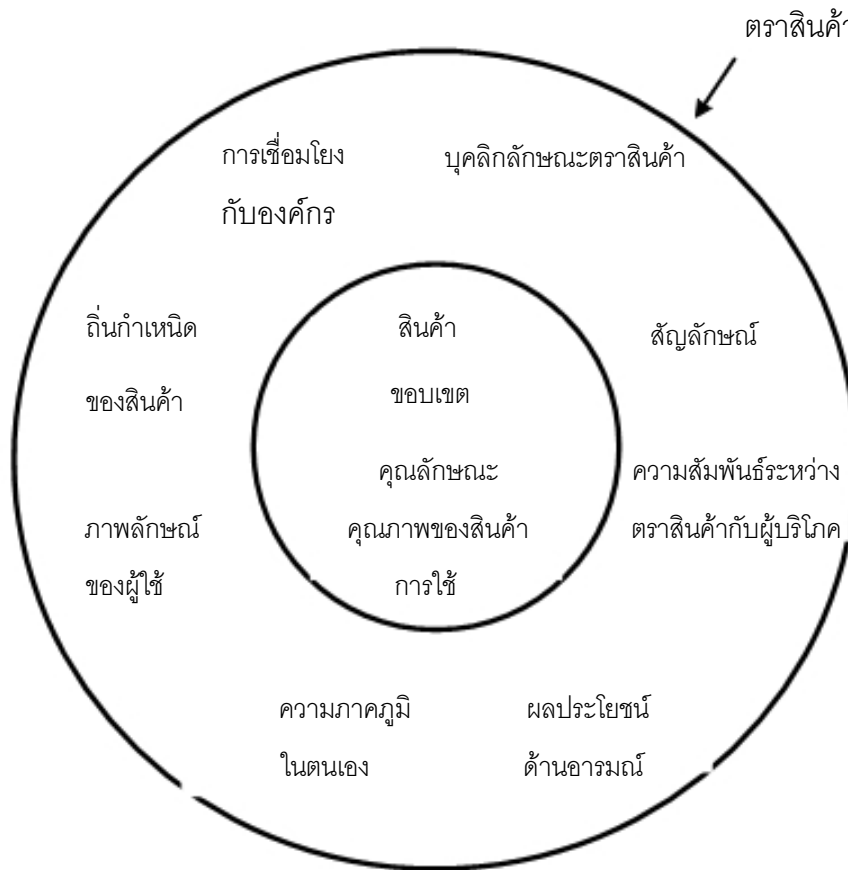 ตราสินค้า
การเชื่อมโยง
กับองค์กร
บุคลิกลักษณะตราสินค้า
ถิ่นกำเนิด
ของสินค้า
สินค้า
ขอบเขต
คุณลักษณะ
คุณภาพของสินค้า
การใช้
สัญลักษณ์
ความสัมพันธ์ระหว่าง
ตราสินค้ากับผู้บริโภค
ภาพลักษณ์
ของผู้ใช้
ความภาคภูมิ
ในตนเอง
ผลประโยชน์
ด้านอารมณ์